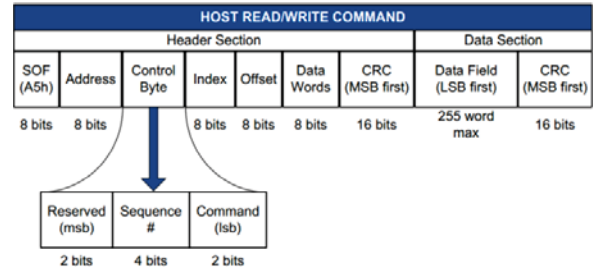 HOST READ/WRITE COMMAND
Header Section Data Section
SOF (A5h) Address Control Byte Index Offset Data Words CRC (MSB first) Data Field (LSB first) CRC (MSB first)
8 bits 8 bits 8 bits 8 bits 8 bits 16 bits 255 word max 16 bits
Reserved (msb) Sequence # Command (lsb)
2 bits 4 bits 2 bits